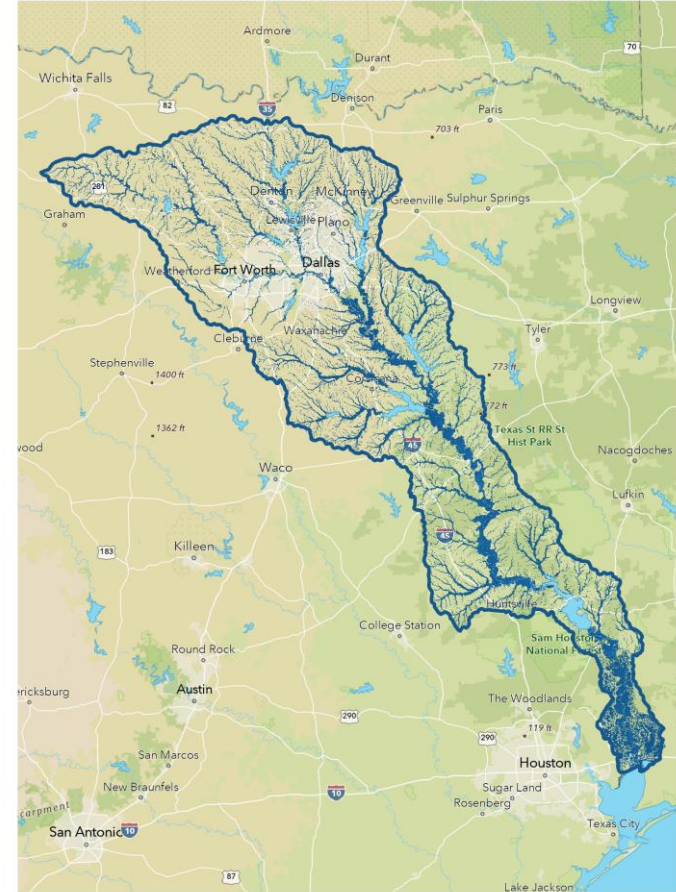 Ardmore
70
Durant
Wichita Falls
Denison
82
35
Paris
703 ft
281
Denton
McKinney
Greenville
Sulphur Springs
Graham
Lewisville
Plano
Weatherford
Fort Worth
Dallas
Longview
Waxahachie
Tyler
Cleburne
Stephenville
1400 ft
773 ft
Corsicana
772 ft
1362 ft
Texas St RR St
Hist Park
wood
45
Nacogdoches
Waco
Lufkin
183
45
Killeen
Huntsville
College Station
Sam Houston
National Forest
Round Rock
ericksburg
Austin
The Woodlands
290
119 ft
290
San Marcos
Houston
New Braunfels
10
Sugar Land
Rosenberg
carpment
San Antonio
10
Texas City
87
Lake Jackson